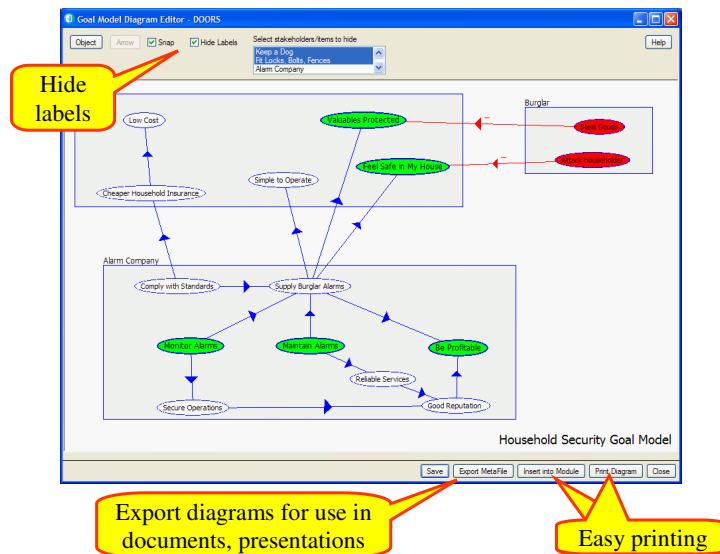 Goal Model Diagram Editor - DOORS
Object
Arrow
Snap
Hide Labels
Select stakeholders/items to hide
Keep a Dog
Fit Locks, Bolts, Fences
Alarm Company
Help
Hide
labels
Low Cost
Valuables Protected
Burglar
Steal Goods
Feel Safe in My House
Attack Householder
Simple to Operate
Cheaper Household Insurance
Alarm Company
Comply with Standards
Supply Burglar Alarms
Monitor Alarms
Maintain Alarms
Be Profitable
Reliable Services
Secure Operations
Good Reputation
Household Security Goal Model
Save
Export MetaFile
Insert into Module
Print Diagram
Close
Export diagrams for use in
documents, presentations
Easy printing